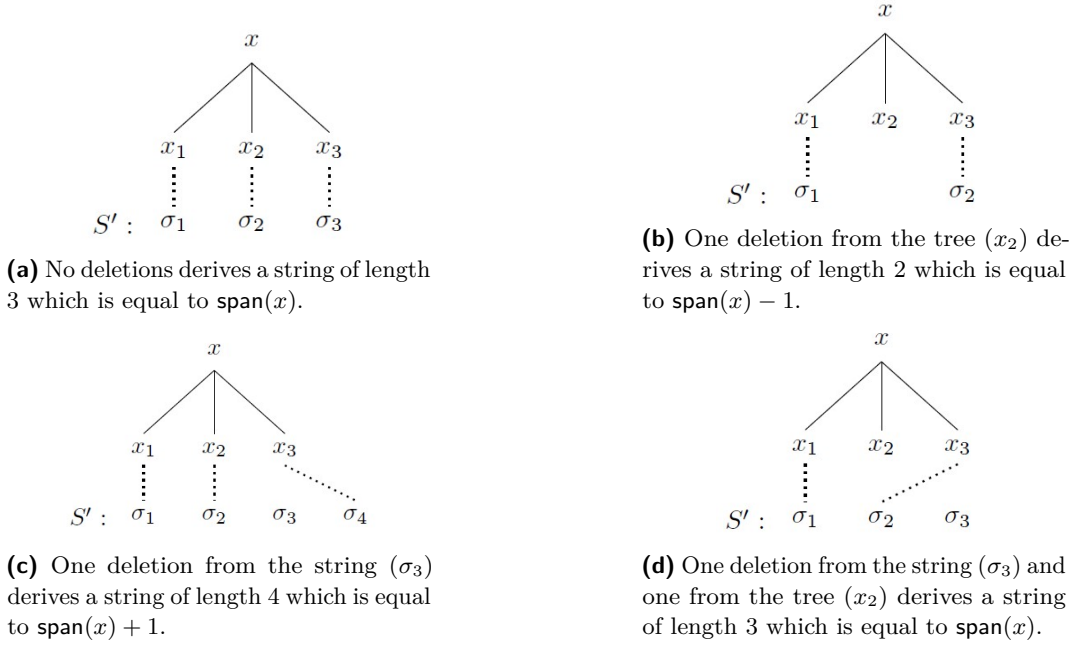 x
x₁ x₂ x₃
S′ : σ₁ σ₂ σ₃
(a) No deletions derives a string of length
3 which is equal to span(x).
x
x₁ x₂ x₃
S′ : σ₁ σ₂
(b) One deletion from the tree (x₂) de-
rives a string of length 2 which is equal
to span(x) − 1.
x
x₁ x₂ x₃
S′ : σ₁ σ₂ σ₃ σ₄
(c) One deletion from the string (σ₃)
derives a string of length 4 which is equal
to span(x) + 1.
x
x₁ x₂ x₃
S′ : σ₁ σ₂ σ₃
(d) One deletion from the string (σ₃) and
one from the tree (x₂) derives a string
of length 3 which is equal to span(x).